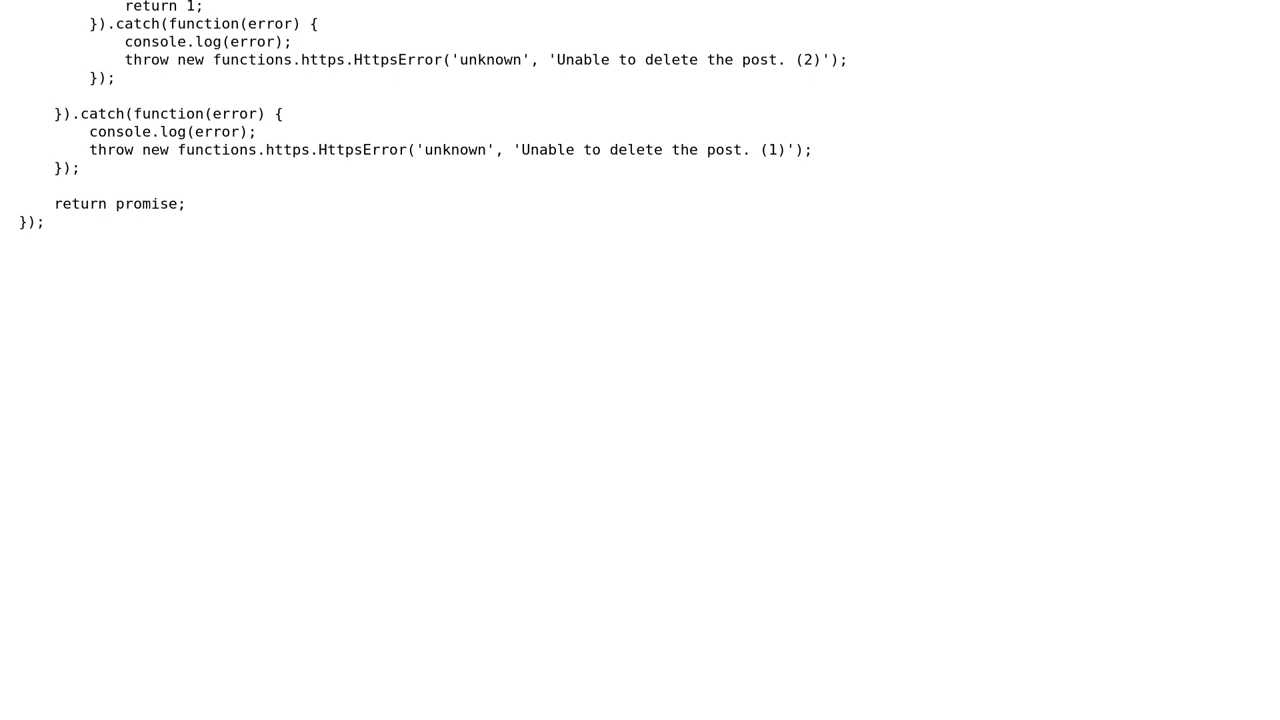 return 1;
        }).catch(function(error) {
            console.log(error);
            throw new functions.https.HttpsError('unknown', 'Unable to delete the post. (2)');
        });

    }).catch(function(error) {
        console.log(error);
        throw new functions.https.HttpsError('unknown', 'Unable to delete the post. (1)');
    });

    return promise;
});